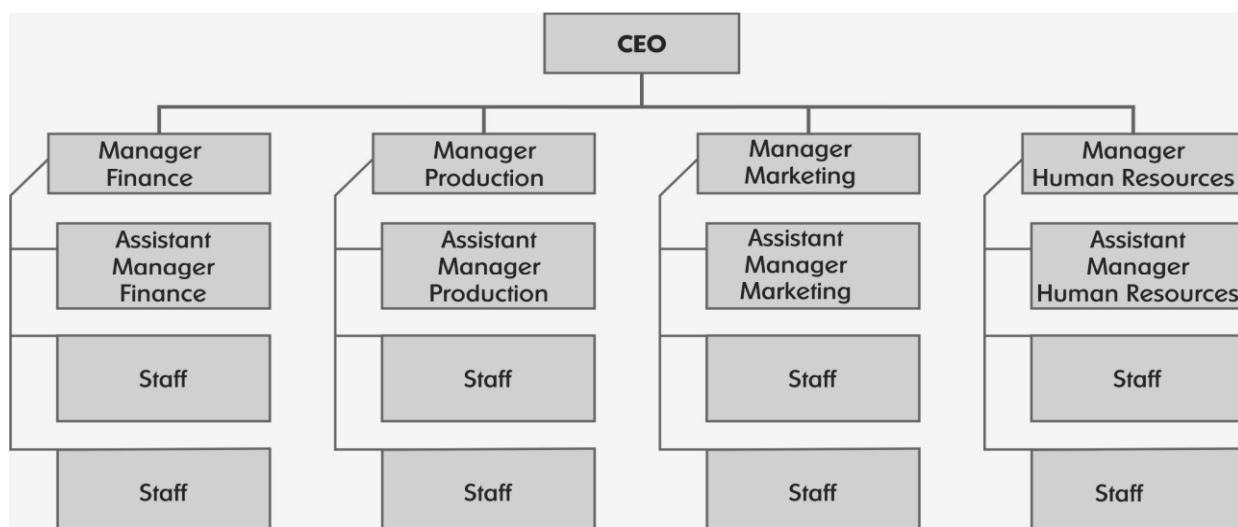 CEO
Manager
Finance
Manager
Production
Manager
Marketing
Manager
Human Resources
Assistant
Manager
Finance
Assistant
Manager
Production
Assistant
Manager
Marketing
Assistant
Manager
Human Resources
Staff
Staff
Staff
Staff
Staff
Staff
Staff
Staff